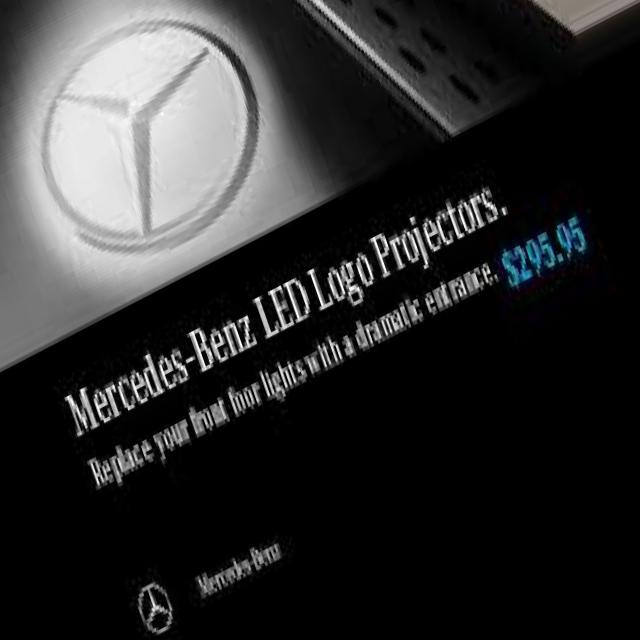 Mercedes-Benz LED Logo Projectors.
Replace your front door lights with a dramatic entrance. $295.95
Mercedes-Benz